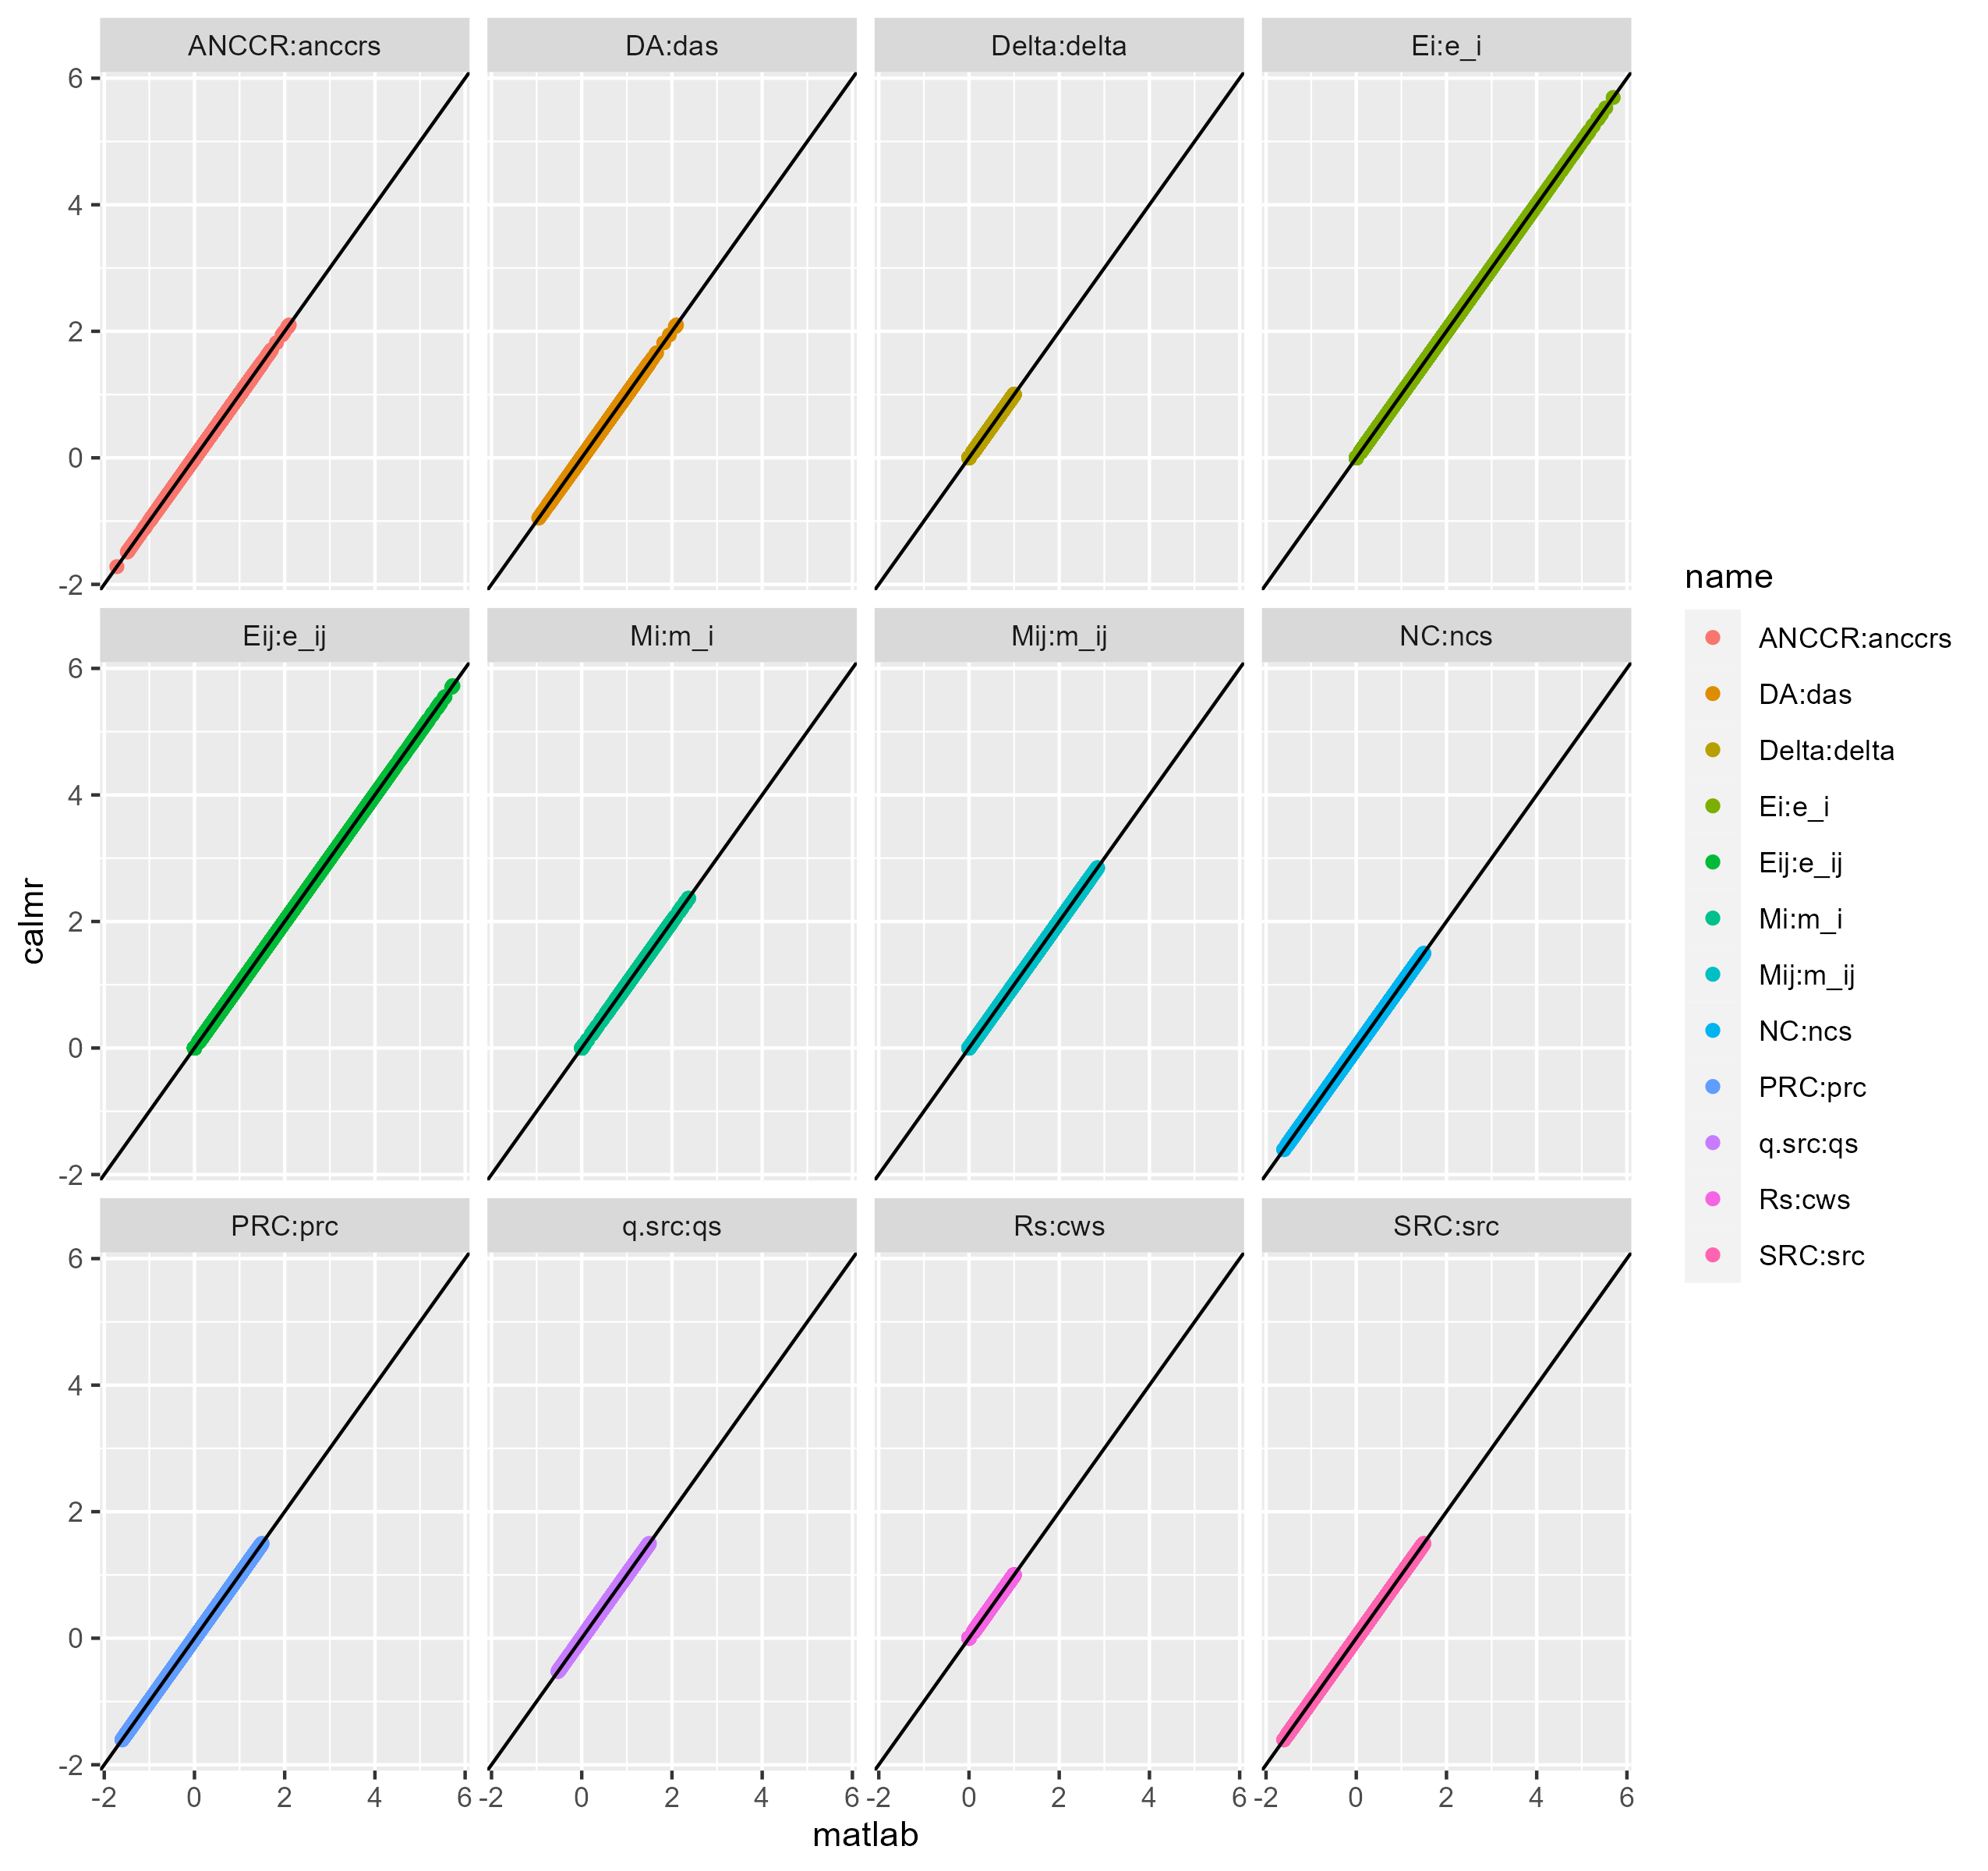 ANCCR:anccrs DA:das Delta:delta Ei:e_i
6
4
2
0
-2
Eij:e_ij Mi:m_i Mij:m_ij NC:ncs
6
4
2
0
-2
PRC:prc q.src:qs Rs:cws SRC:src
6
4
2
0
-2
-2 0 2 4 6 -2 0 2 4 6 -2 0 2 4 6 -2 0 2 4 6
matlab
calmr
name
ANCCR:anccrs
DA:das
Delta:delta
Ei:e_i
Eij:e_ij
Mi:m_i
Mij:m_ij
NC:ncs
PRC:prc
q.src:qs
Rs:cws
SRC:src